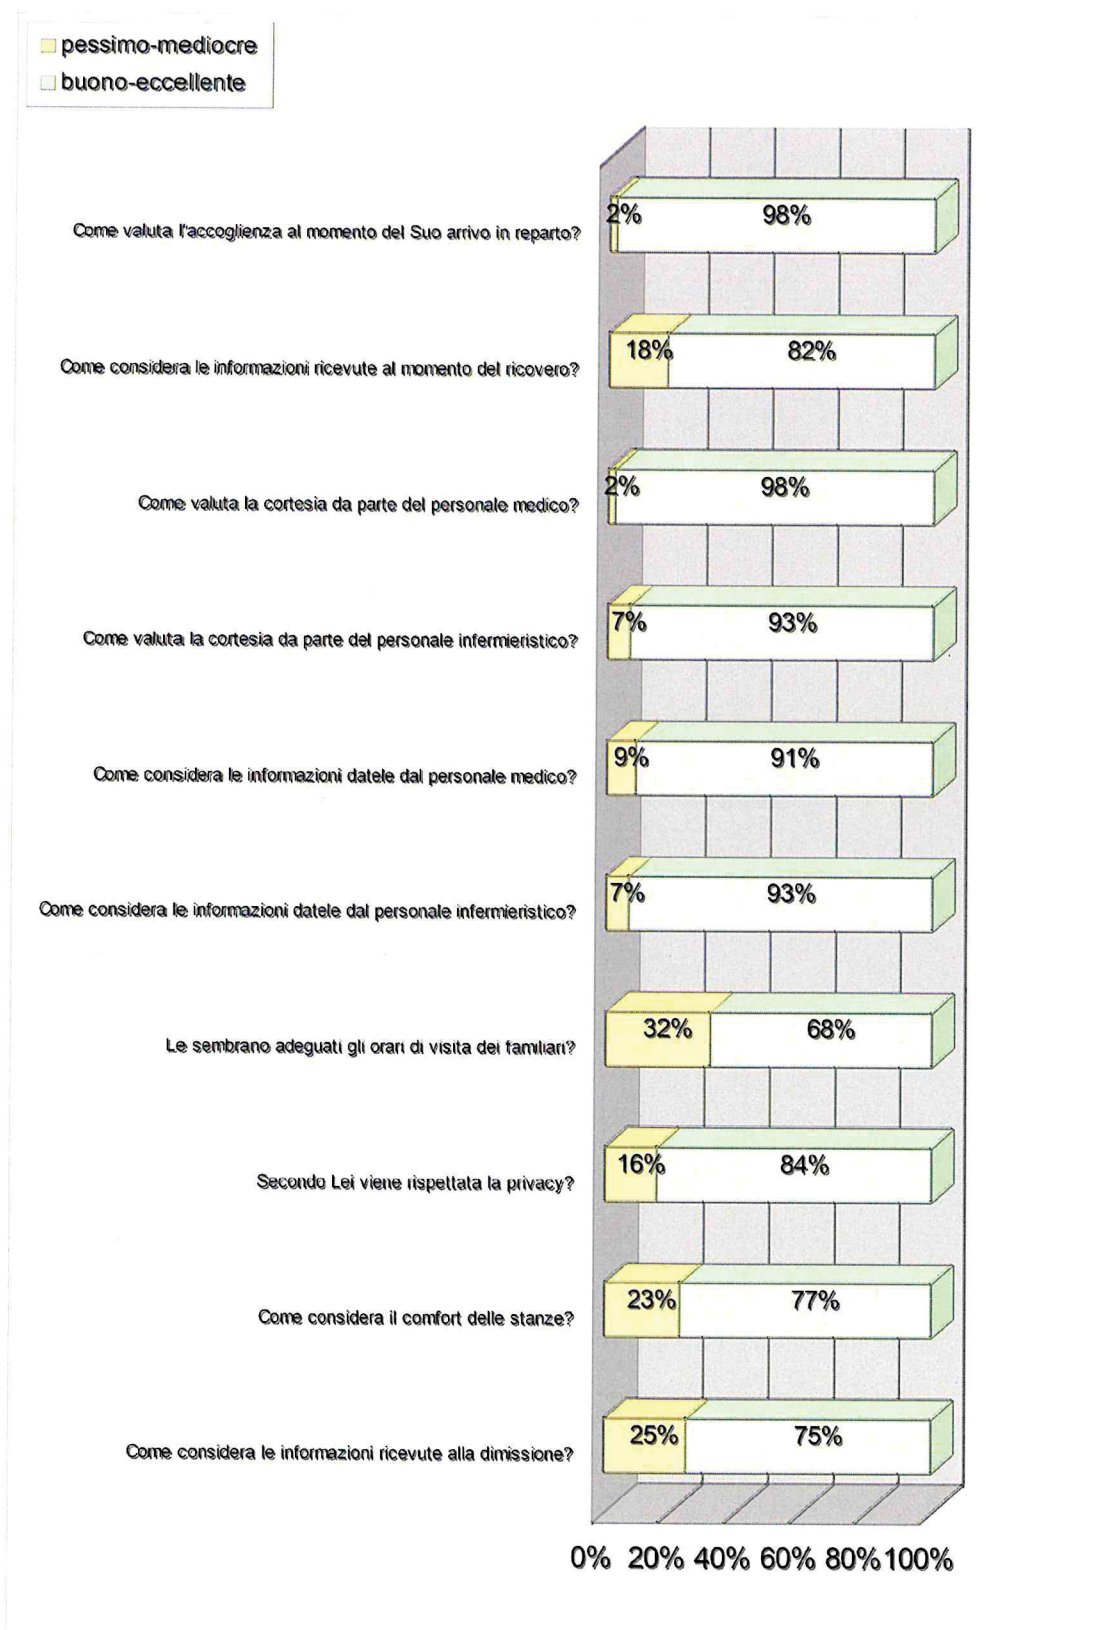 pessimo-mediocre
buono-eccellente
Come valuta l'accoglienza al momento del Suo arrivo in reparto?
2% 98%
Come considera le informazioni ricevute al momento del ricovero?
18% 82%
Come valuta la cortesia da parte del personale medico?
2% 98%
Come valuta la cortesia da parte del personale infermieristico?
7% 93%
Come considera le informazioni datele dal personale medico?
9% 91%
Come considera le informazioni datele dal personale infermieristico?
7% 93%
Le sembrano adeguati gli orari di visita dei familiari?
32% 68%
Secondo Lei viene rispettata la privacy?
16% 84%
Come considera il comfort delle stanze?
23% 77%
Come considera le informazioni ricevute alla dimissione?
25% 75%
0% 20% 40% 60% 80% 100%